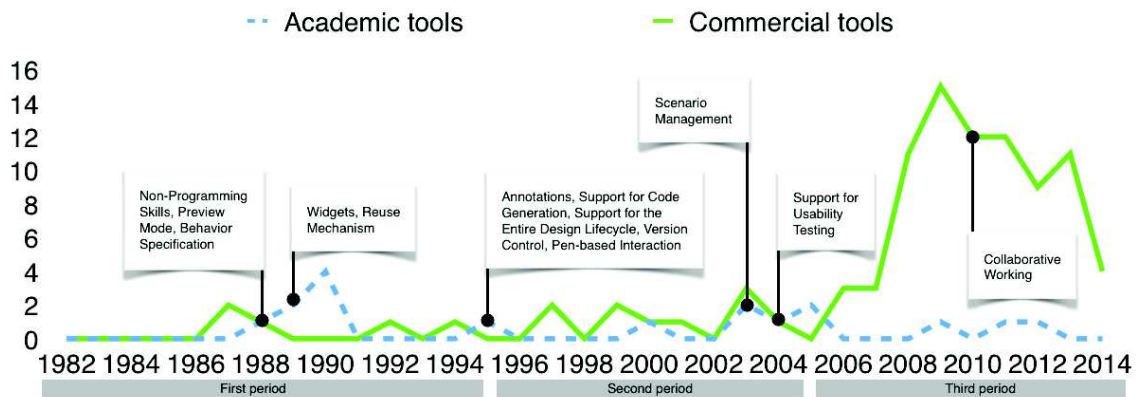 Academic tools
Commercial tools
16
14
12
10
8
6
4
2
0
Non-Programming
Skills, Preview
Mode, Behavior
Specification
Widgets, Reuse
Mechanism
Annotations, Support for Code
Generation, Support for the
Entire Design Lifecycle, Version
Control, Pen-based Interaction
Scenario
Management
Support for
Usability
Testing
Collaborative
Working
1982 1984 1986 1988 1990 1992 1994 1996 1998 2000 2002 2004 2006 2008 2010 2012 2014
First period
Second period
Third period